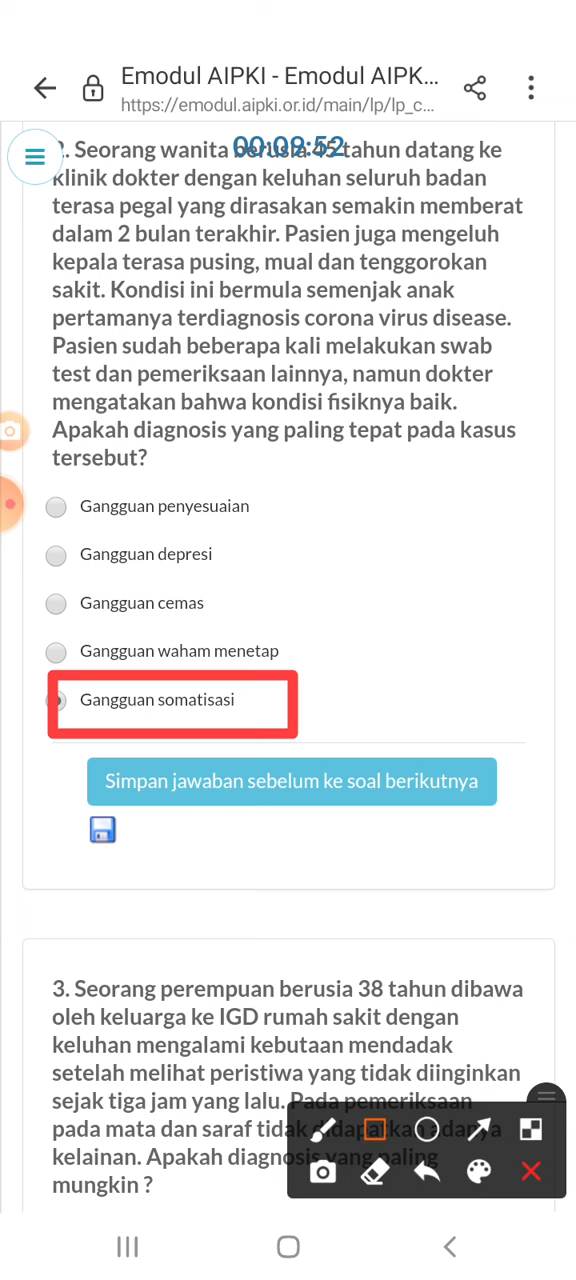 Emodul AIPKI - Emodul AIPK...
https://emodul.aipki.or.id/main/lp/lp_c...
00:09:52
2. Seorang wanita berusia 45 tahun datang ke
klinik dokter dengan keluhan seluruh badan
terasa pegal yang dirasakan semakin memberat
dalam 2 bulan terakhir. Pasien juga mengeluh
kepala terasa pusing, mual dan tenggorokan
sakit. Kondisi ini bermula semenjak anak
pertamanya terdiagnosis corona virus disease.
Pasien sudah beberapa kali melakukan swab
test dan pemeriksaan lainnya, namun dokter
mengatakan bahwa kondisi fisiknya baik.
Apakah diagnosis yang paling tepat pada kasus
tersebut?
Gangguan penyesuaian
Gangguan depresi
Gangguan cemas
Gangguan waham menetap
Gangguan somatisasi
Simpan jawaban sebelum ke soal berikutnya
3. Seorang perempuan berusia 38 tahun dibawa
oleh keluarga ke IGD rumah sakit dengan
keluhan mengalami kebutaan mendadak
setelah melihat peristiwa yang tidak diinginkan
sejak tiga jam yang lalu. Pada pemeriksaan
pada mata dan saraf tidak didapatkan adanya
kelainan. Apakah diagnosis yang paling
mungkin ?